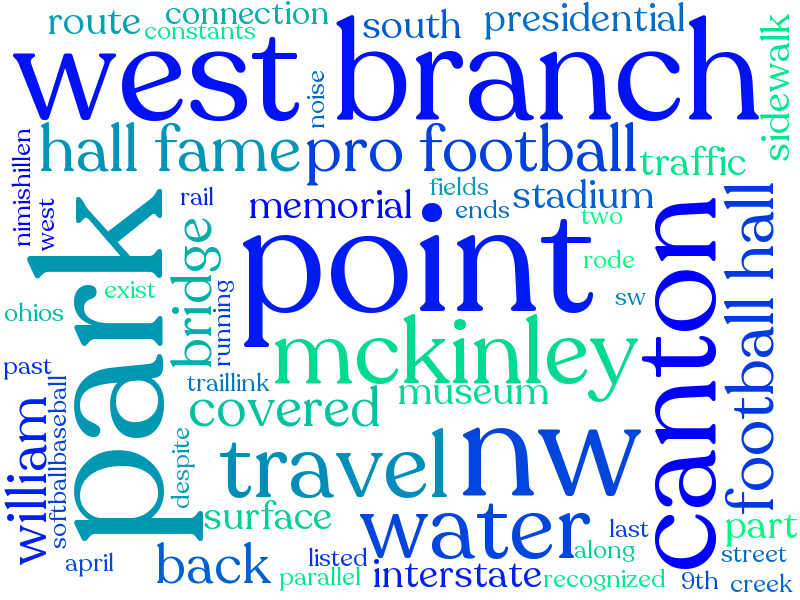 route
connection
constants
south
presidential
sidewalk
west branch
noise
nimishillen
hall fame
pro football
traffic
west
rail
memorial
fields
ends
stadium
two
park
exist
bridge
running
point
rode
sw
canton
football hall
ohios
past
traillink
mckinley
museum
covered
william
softballbaseball
despite
travel
nw
surface
water
part
last
street
april
back
listed
parallel
interstate
along
recognized
9th
creek